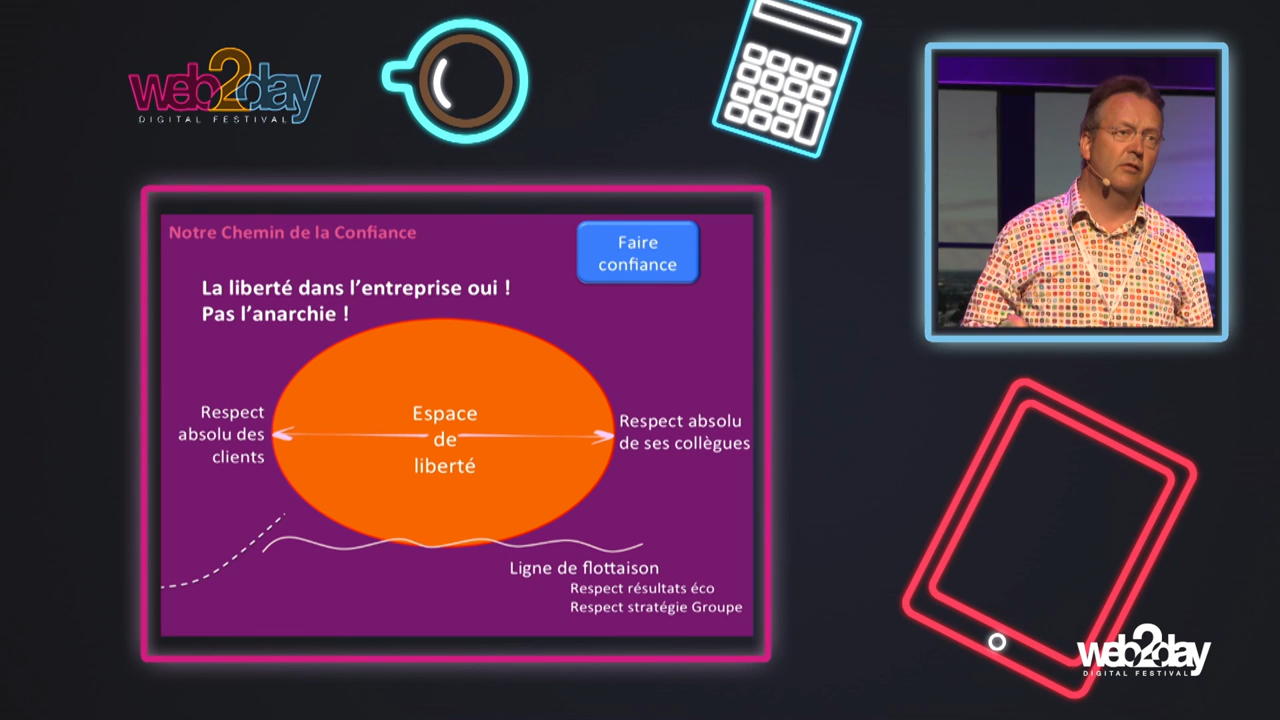 web2day
DIGITAL FESTIVAL
Notre Chemin de la Confiance
Faire
confiance
La liberté dans l'entreprise oui !
Pas l'anarchie !
Respect
absolu des
clients
Espace
de
liberté
Respect absolu
de ses collègues
Ligne de flottaison
Respect résultats éco
Respect stratégie Groupe
web2day
DIGITAL FESTIVAL